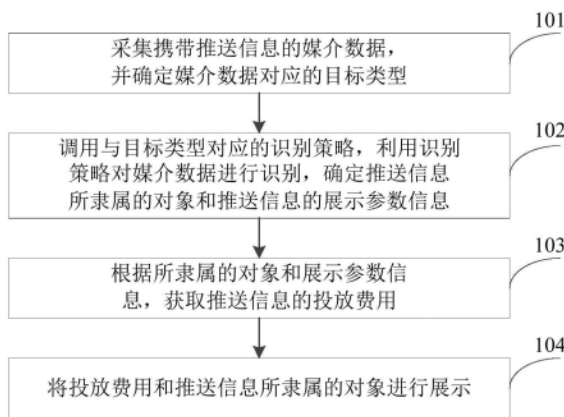 101
采集携带推送信息的媒介数据，
并确定媒介数据对应的目标类型
102
调用与目标类型对应的识别策略，利用识别
策略对媒介数据进行识别，确定推送信息
所隶属的对象和推送信息的展示参数信息
103
根据所隶属的对象和展示参数信
息，获取推送信息的投放费用
104
将投放费用和推送信息所隶属的对象进行展示